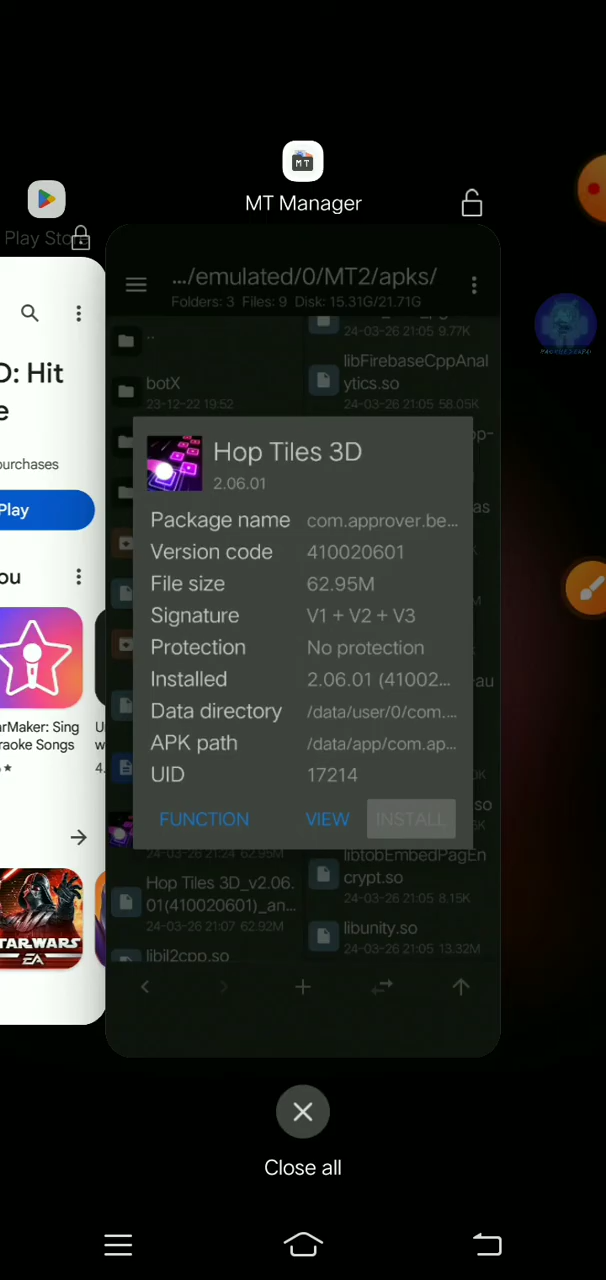 MT
MT Manager
Play Store
D: Hit
e
ourchases
Play
ou
arMaker: Sing
raoke Songs
★
U
w
4.
STAR.WARS
EA
.../emulated/0/MT2/apks/
Folders: 3 Files: 9 Disk: 15.31G/21.71G
..
botX
23-12-22 19:52
24-03-26 21:05 9.77K
libFirebaseCppAnal
ytics.so
24-03-26 21:05 58.05K
op-
as
au
Hop Tiles 3D
2.06.01
Package name com.approver.be...
Version code 410020601
File size 62.95M
Signature V1 + V2 + V3
Protection No protection
Installed 2.06.01 (41002...
Data directory /data/user/0/com....
APK path /data/app/com.ap...
UID 17214
FUNCTION VIEW INSTALL
24-03-26 21:24 62.95M
Hop Tiles 3D_v2.06.
01(410020601)_an...
24-03-26 21:07 62.92M
libil2cpp.so
so
libtobEmbedPagEn
crypt.so
24-03-26 21:05 8.15K
libunity.so
24-03-26 21:05 13.32M
Close all